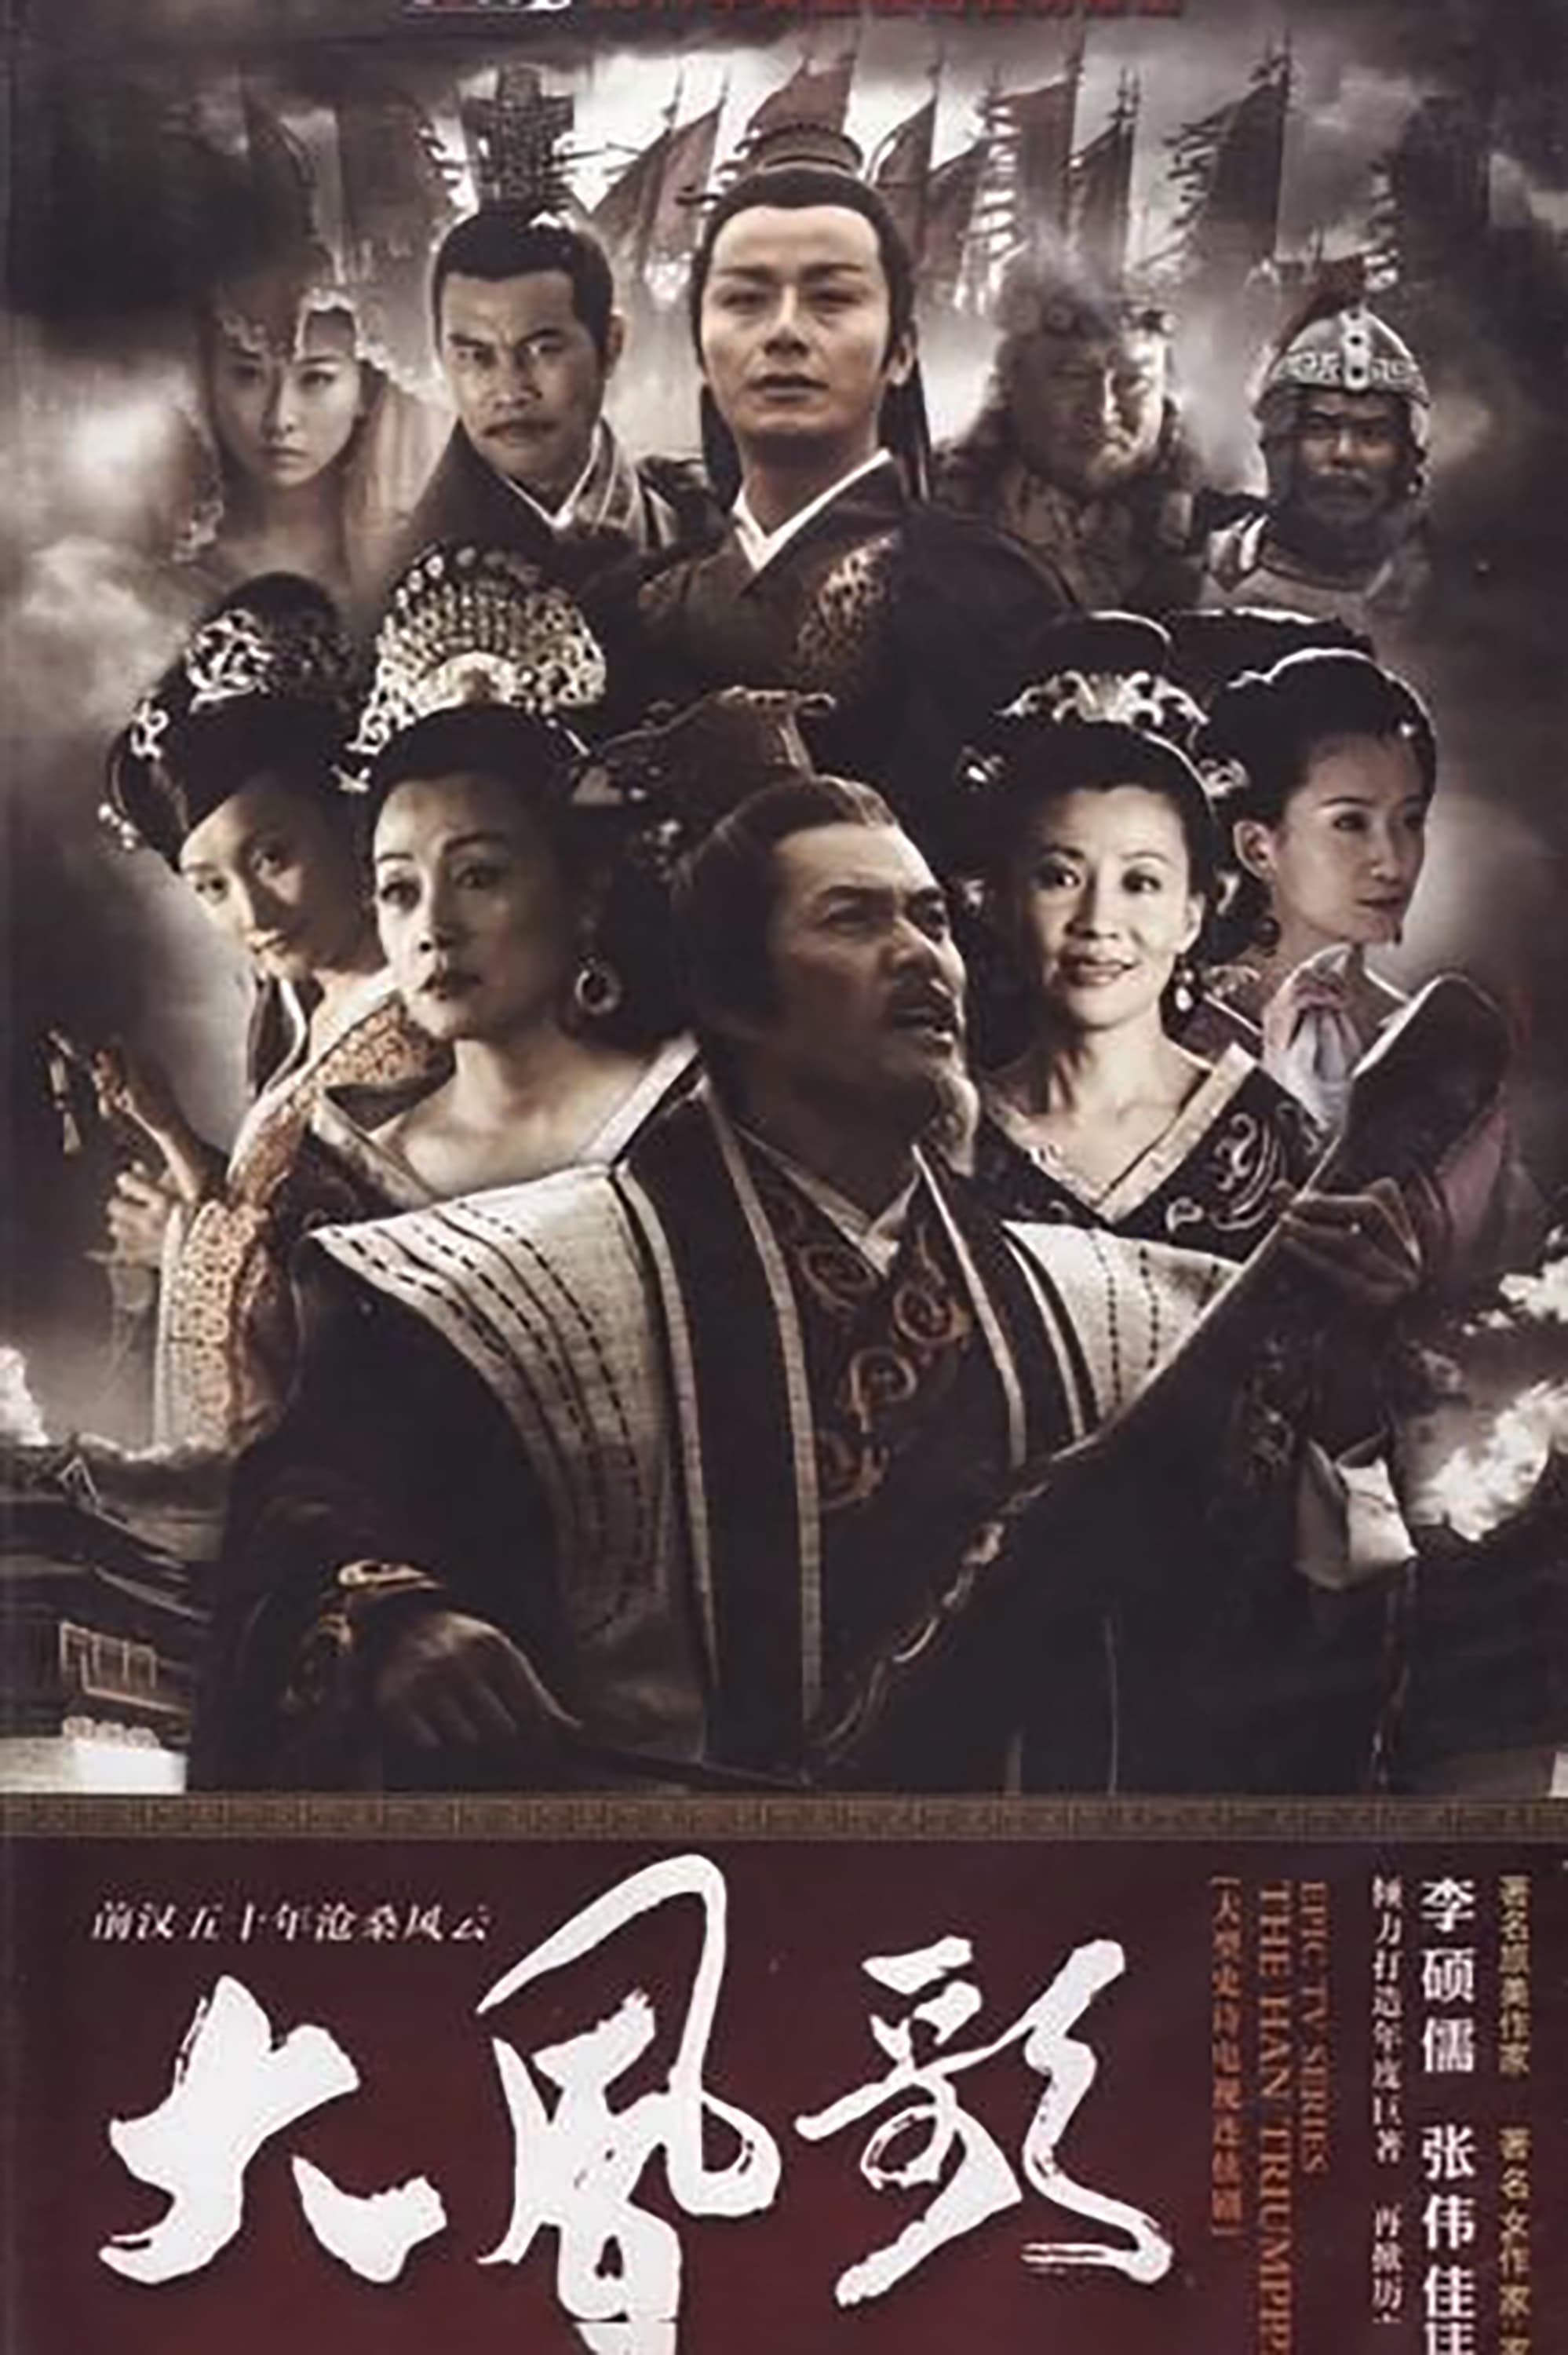 前汉五十年沧桑风云
大风歌
[大型史诗电视连续剧]
THE HAN TRIUMPP
EPIC TV SERIES
倾力打造年度巨著 再掀历
李硕儒 张伟佳
著名旅美作家 著名女作家